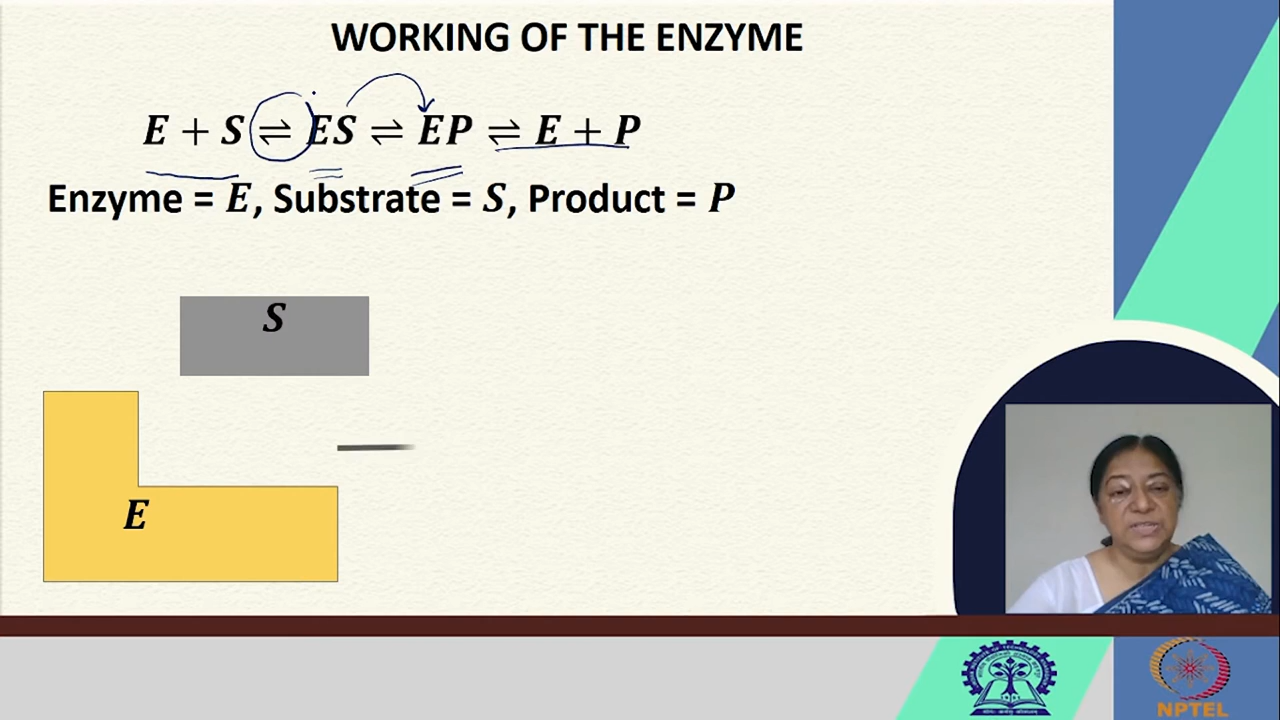 WORKING OF THE ENZYME
E + S ⇌ ES ⇌ EP ⇌ E + P
Enzyme = E, Substrate = S, Product = P
S
E
NPTEL